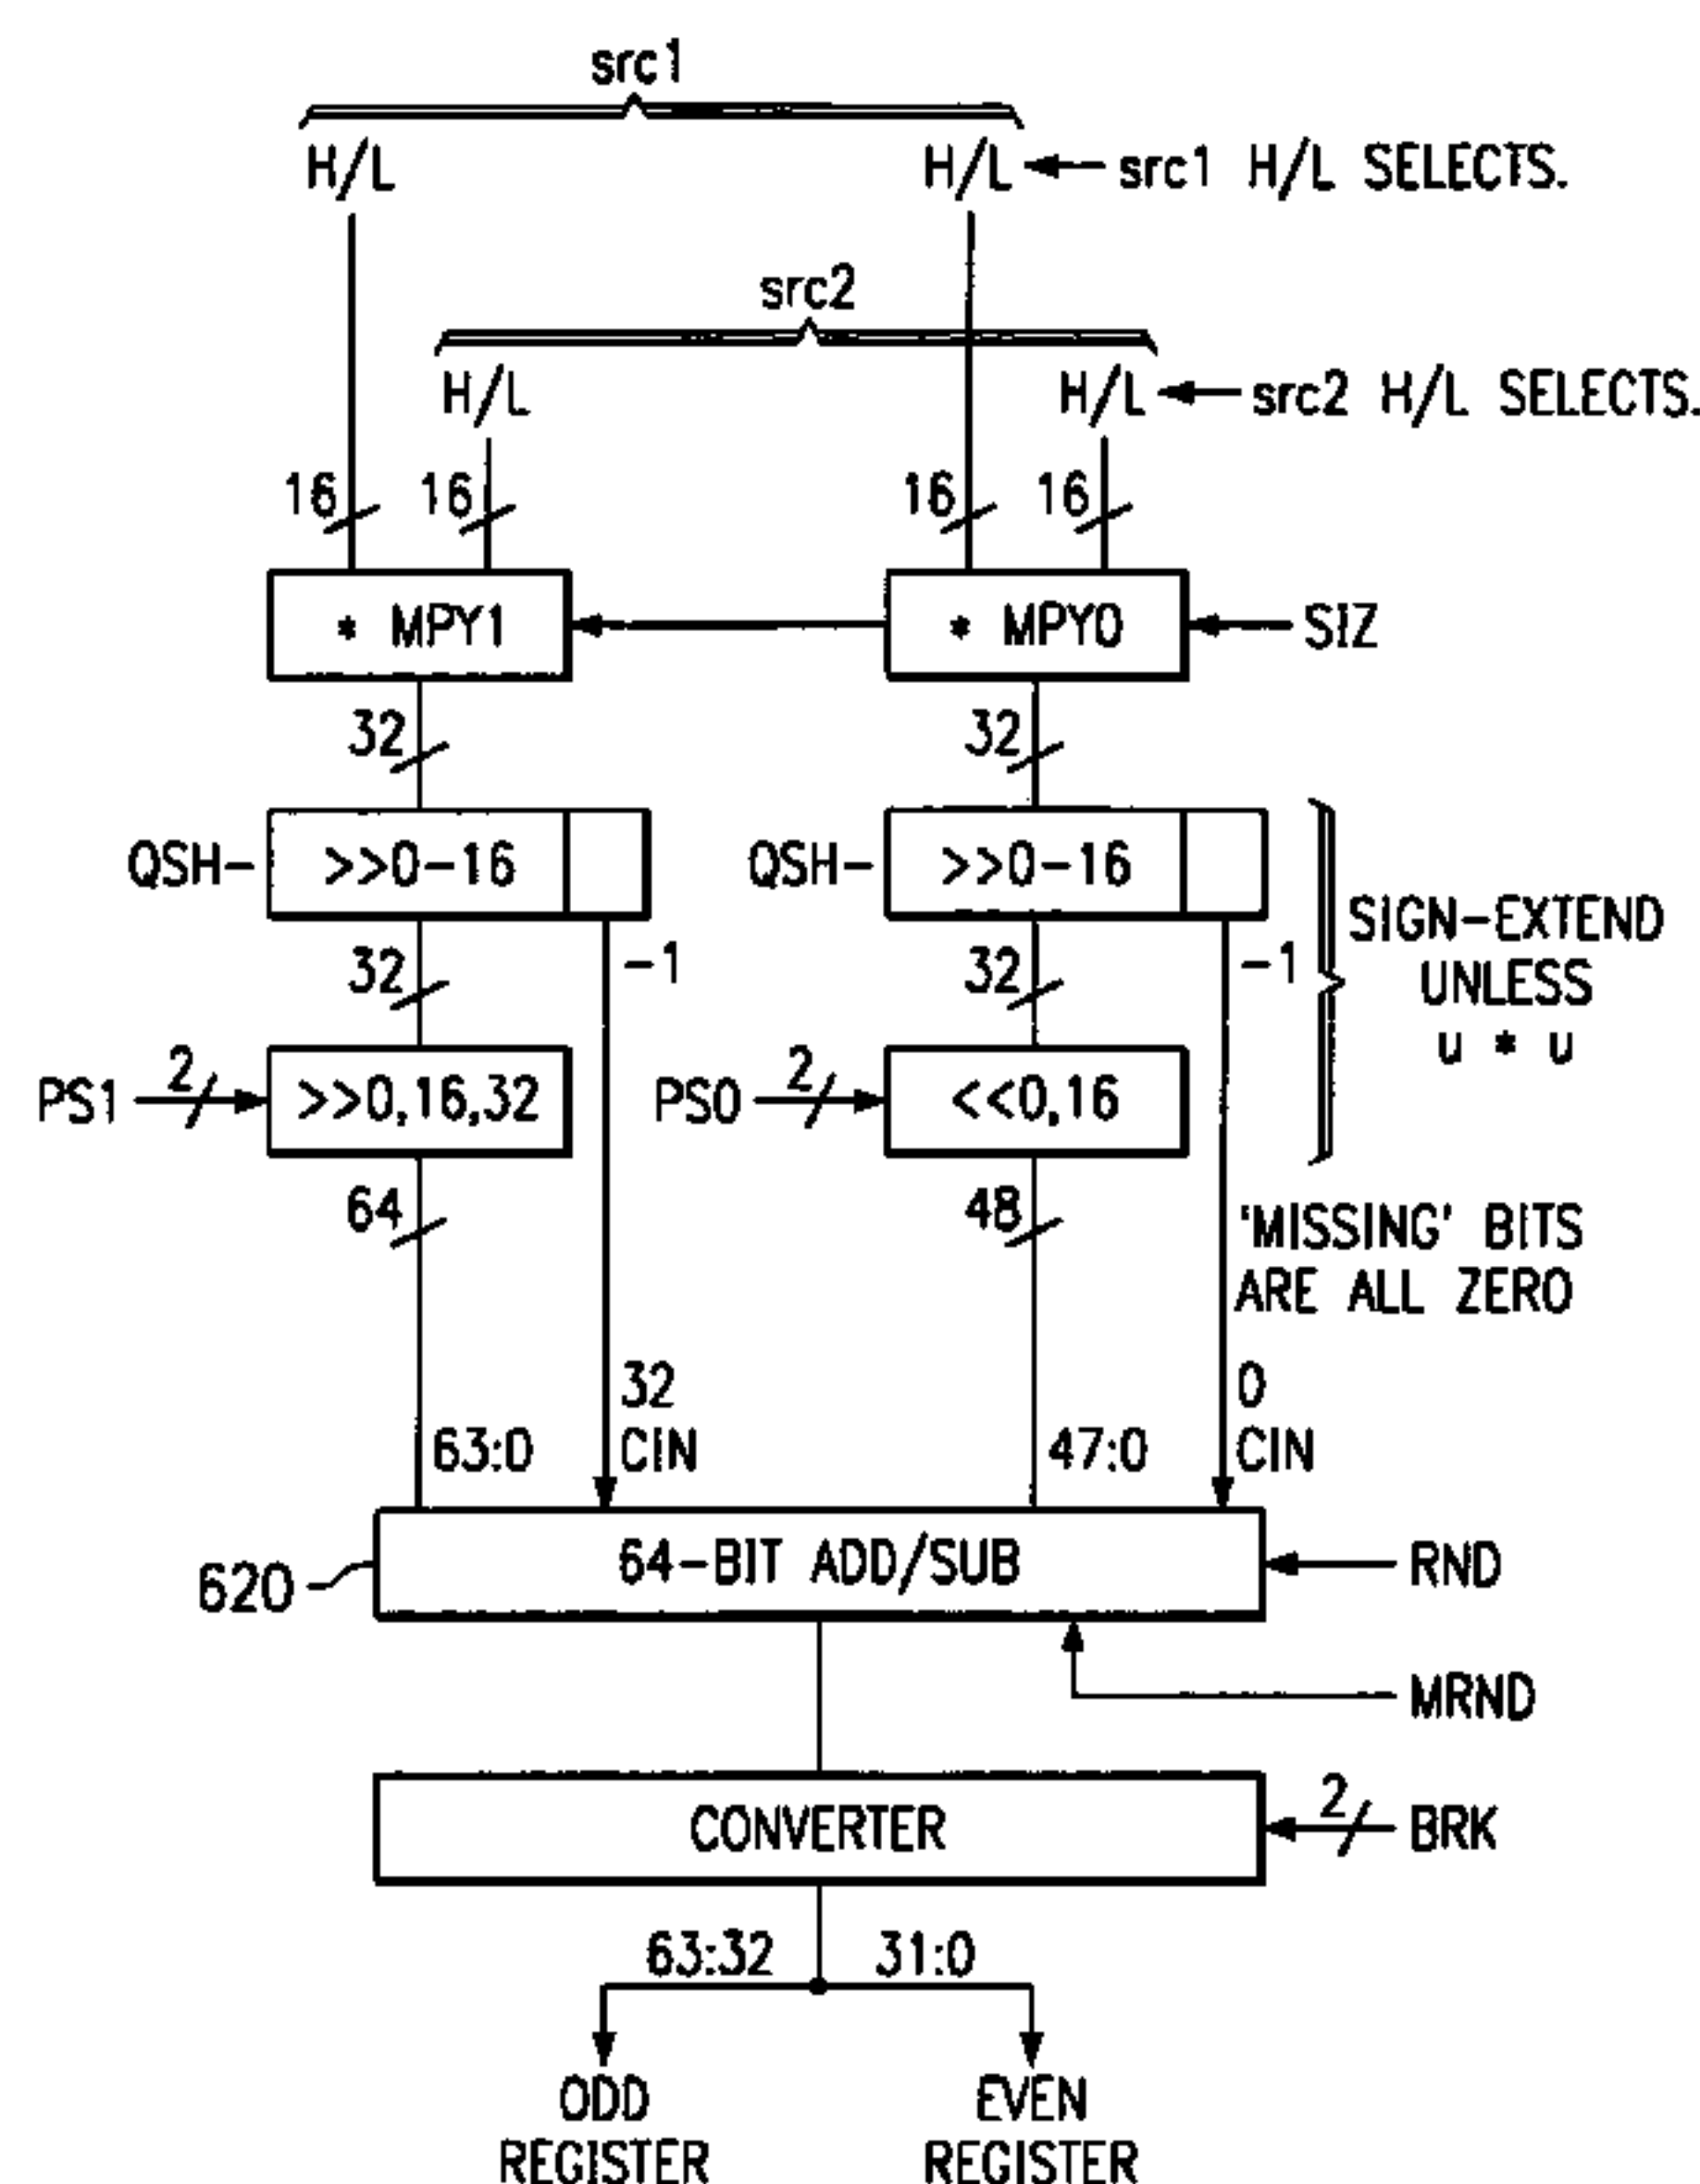 src1
H/L H/L src1 H/L SELECTS.
src2
H/L H/L src2 H/L SELECTS.
16 16 16 16
* MPY1 * MPY0 SIZ
32 32
QSH- >>0-16 QSH- >>0-16
32 -1 32 -1
SIGN-EXTEND
UNLESS
u * u
PS1 2 >>0,16,32 PS0 2 <<0,16
64 48
'MISSING' BITS
ARE ALL ZERO
32 0
63:0 CIN 47:0 CIN
620 64-BIT ADD/SUB RND
MRND
CONVERTER 2 BRK
63:32 31:0
ODD EVEN
REGISTER REGISTER